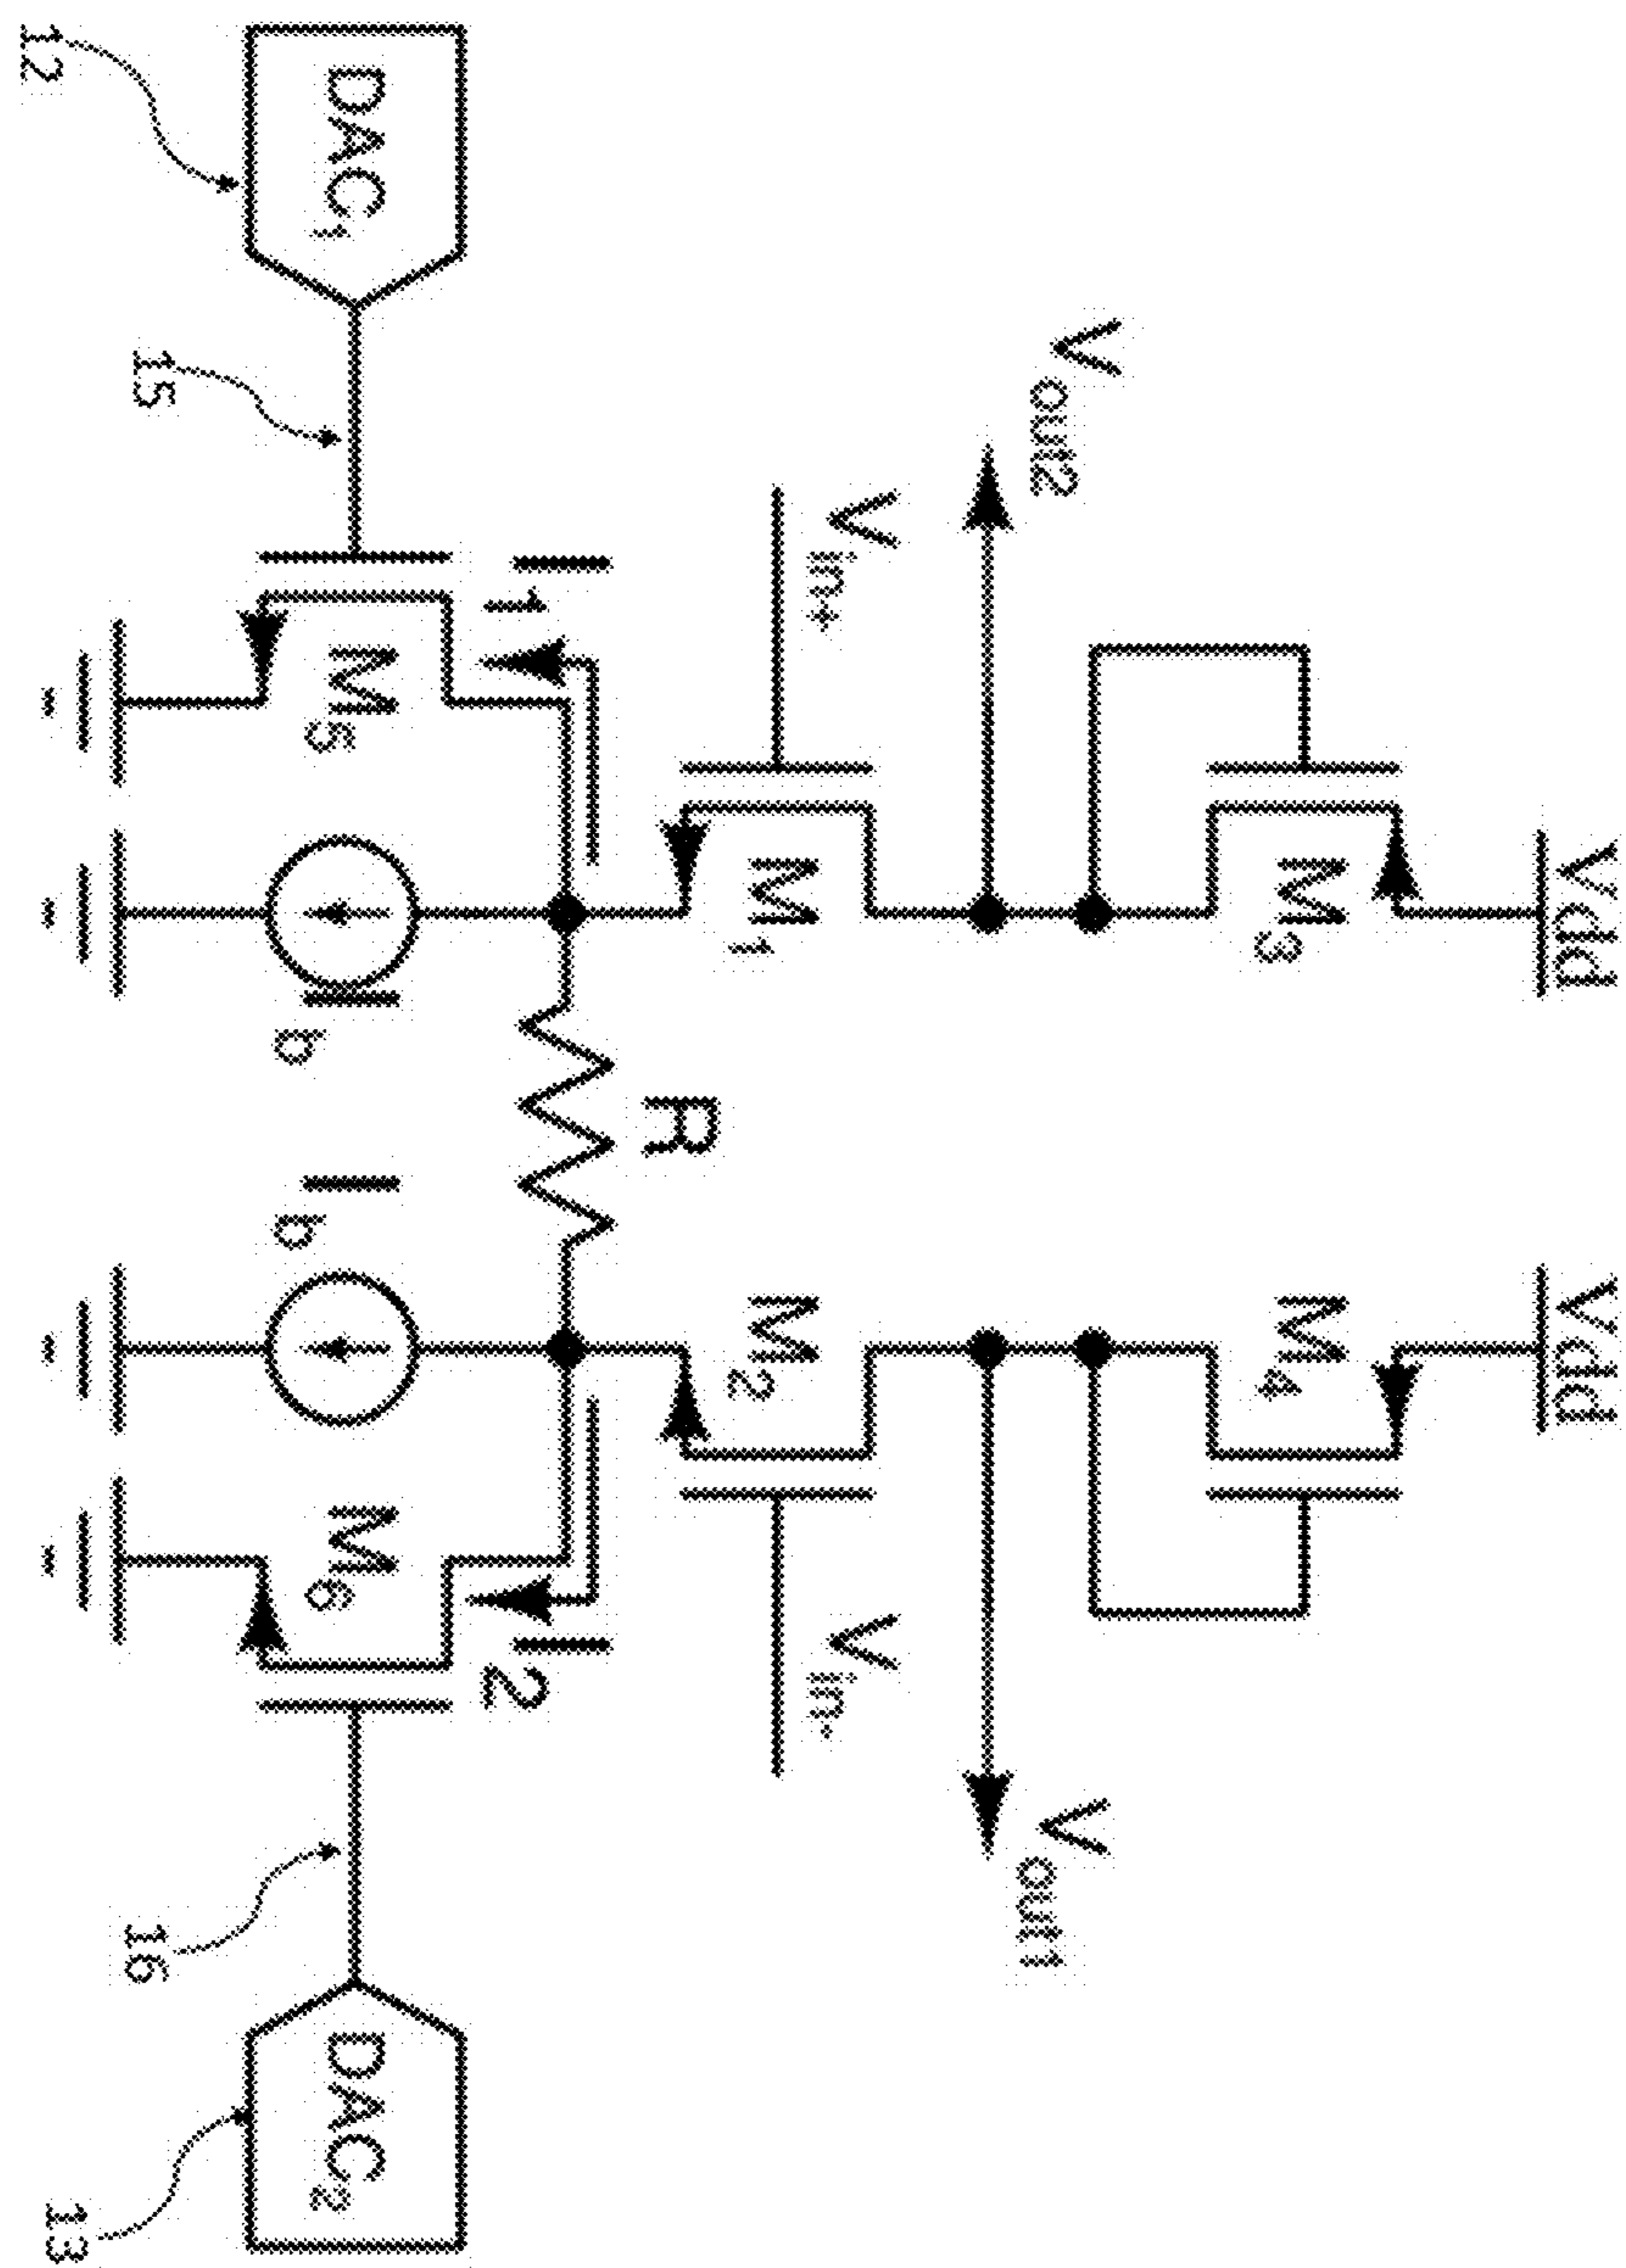 Vdd Vdd
M3 M4
Vout2 Vout1
Vin+ M1 M2 Vin-
R
I1 I2
DAC1 M5 Ib Ib M6 DAC2
15 16
12 13